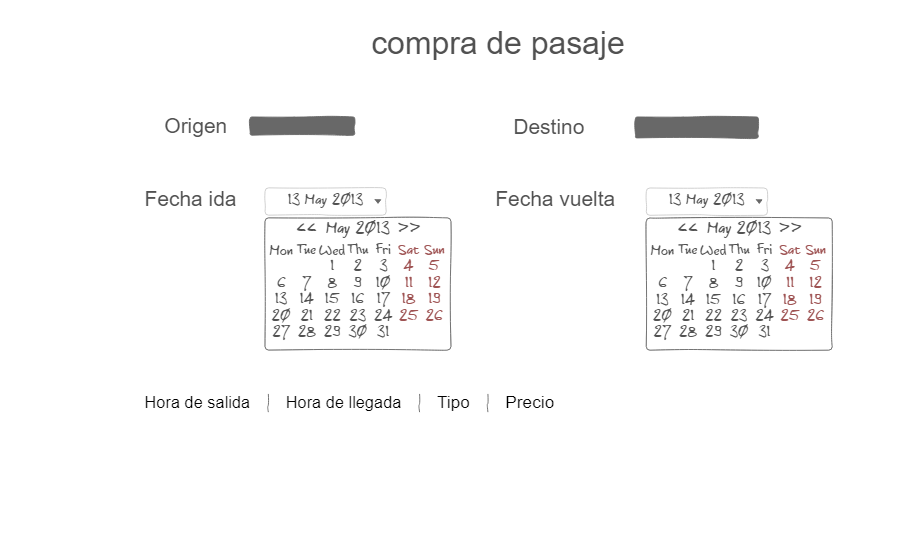 compra de pasaje
Origen Destino
Fecha ida 13 May 2013 Fecha vuelta 13 May 2013
<< May 2013 >> << May 2013 >>
Mon Tue Wed Thu Fri Sat Sun Mon Tue Wed Thu Fri Sat Sun
1 2 3 4 5 1 2 3 4 5
6 7 8 9 10 11 12 6 7 8 9 10 11 12
13 14 15 16 17 18 19 13 14 15 16 17 18 19
20 21 22 23 24 25 26 20 21 22 23 24 25 26
27 28 29 30 31 27 28 29 30 31
Hora de salida | Hora de llegada | Tipo | Precio